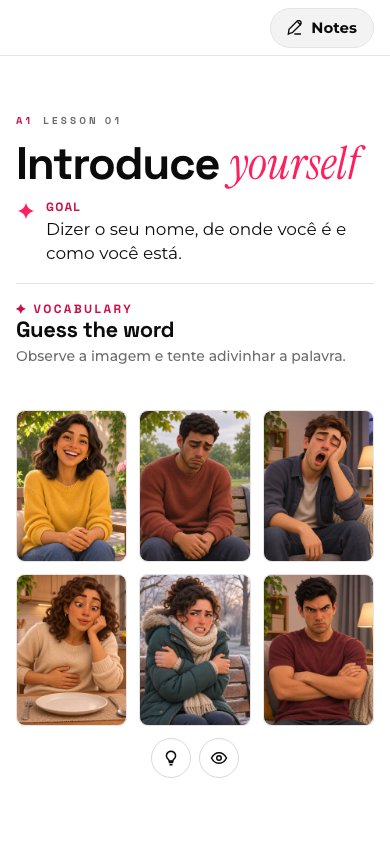 Notes
A1 LESSON 01
Introduce yourself
GOAL
Dizer o seu nome, de onde você é e
como você está.
VOCABULARY
Guess the word
Observe a imagem e tente adivinhar a palavra.